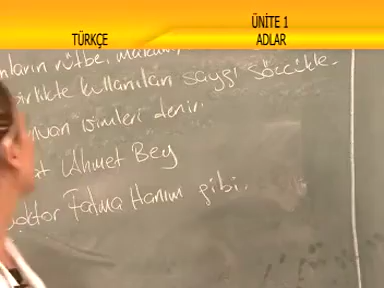 TÜRKÇE
ÜNİTE 1
ADLAR
rütbe, makam,
birlikte kullanılan saygı sözcükle-
isimleri denir.
Ahmet Bey
Doktor Fatma Hanım gibi.